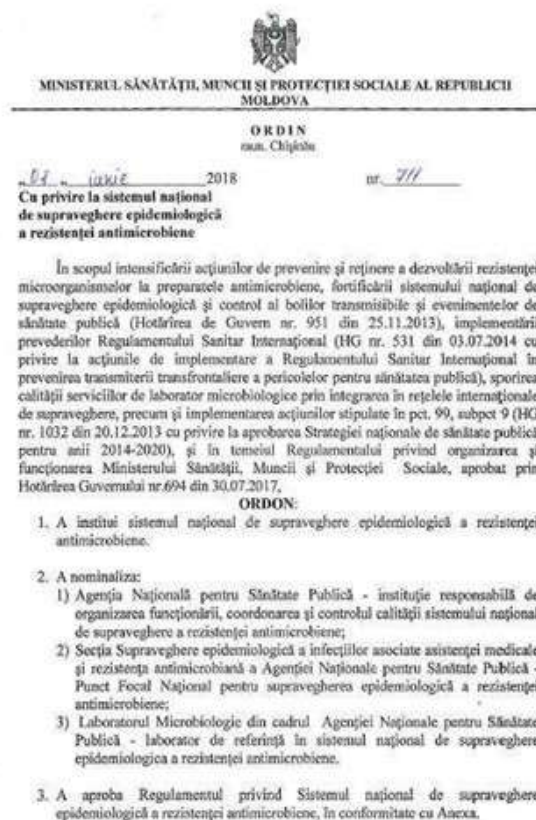 MINISTERUL SĂNĂTĂȚII, MUNCII ȘI PROTECȚIEI SOCIALE AL REPUBLICII
MOLDOVA
ORDIN
mun. Chișinău
" " iunie 2018 nr. 711
Cu privire la sistemul național
de supraveghere epidemiologică
a rezistenței antimicrobiene
În scopul intensificării acțiunilor de prevenire și reținere a dezvoltării rezistenței
microorganismelor la preparatele antimicrobiene, fortificării sistemului național de
supraveghere epidemiologică și control al bolilor transmisibile și evenimentelor de
sănătate publică (Hotărîrea de Guvern nr. 951 din 25.11.2013), implementării
prevederilor Regulamentului Sanitar Internațional (HG nr. 531 din 03.07.2014 cu
privire la acțiunile de implementare a Regulamentului Sanitar Internațional în
prevenirea transmiterii transfrontaliere a pericolelor pentru sănătatea publică), sporirea
calității serviciilor de laborator microbiologice prin integrarea în rețelele internaționale
de supraveghere, precum și implementarea acțiunilor stipulate în pct. 99, subpct 9 (HG
nr. 1032 din 20.12.2013 cu privire la aprobarea Strategiei naționale de sănătate publică
pentru anii 2014-2020), și în temeiul Regulamentului privind organizarea și
funcționarea Ministerului Sănătății, Muncii și Protecției Sociale, aprobat prin
Hotărîrea Guvernului nr.694 din 30.07.2017,
ORDON:
1. A institui sistemul național de supraveghere epidemiologică a rezistenței
antimicrobiene.
2. A nominaliza:
1) Agenția Națională pentru Sănătate Publică - instituție responsabilă de
organizarea funcționării, coordonarea și controlul calității sistemului național
de supraveghere a rezistenței antimicrobiene;
2) Secția Supraveghere epidemiologică a infecțiilor asociate asistenței medicale
și rezistența antimicrobiană a Agenției Naționale pentru Sănătate Publică -
Punct Focal Național pentru supravegherea epidemiologică a rezistenței
antimicrobiene;
3) Laboratorul Microbiologic din cadrul Agenției Naționale pentru Sănătate
Publică - laborator de referință în sistemul național de supraveghere
epidemiologica a rezistenței antimicrobiene.
3. A aproba Regulamentul privind Sistemul național de supraveghere
epidemiologică a rezistenței antimicrobiene, în conformitate cu Anexa.